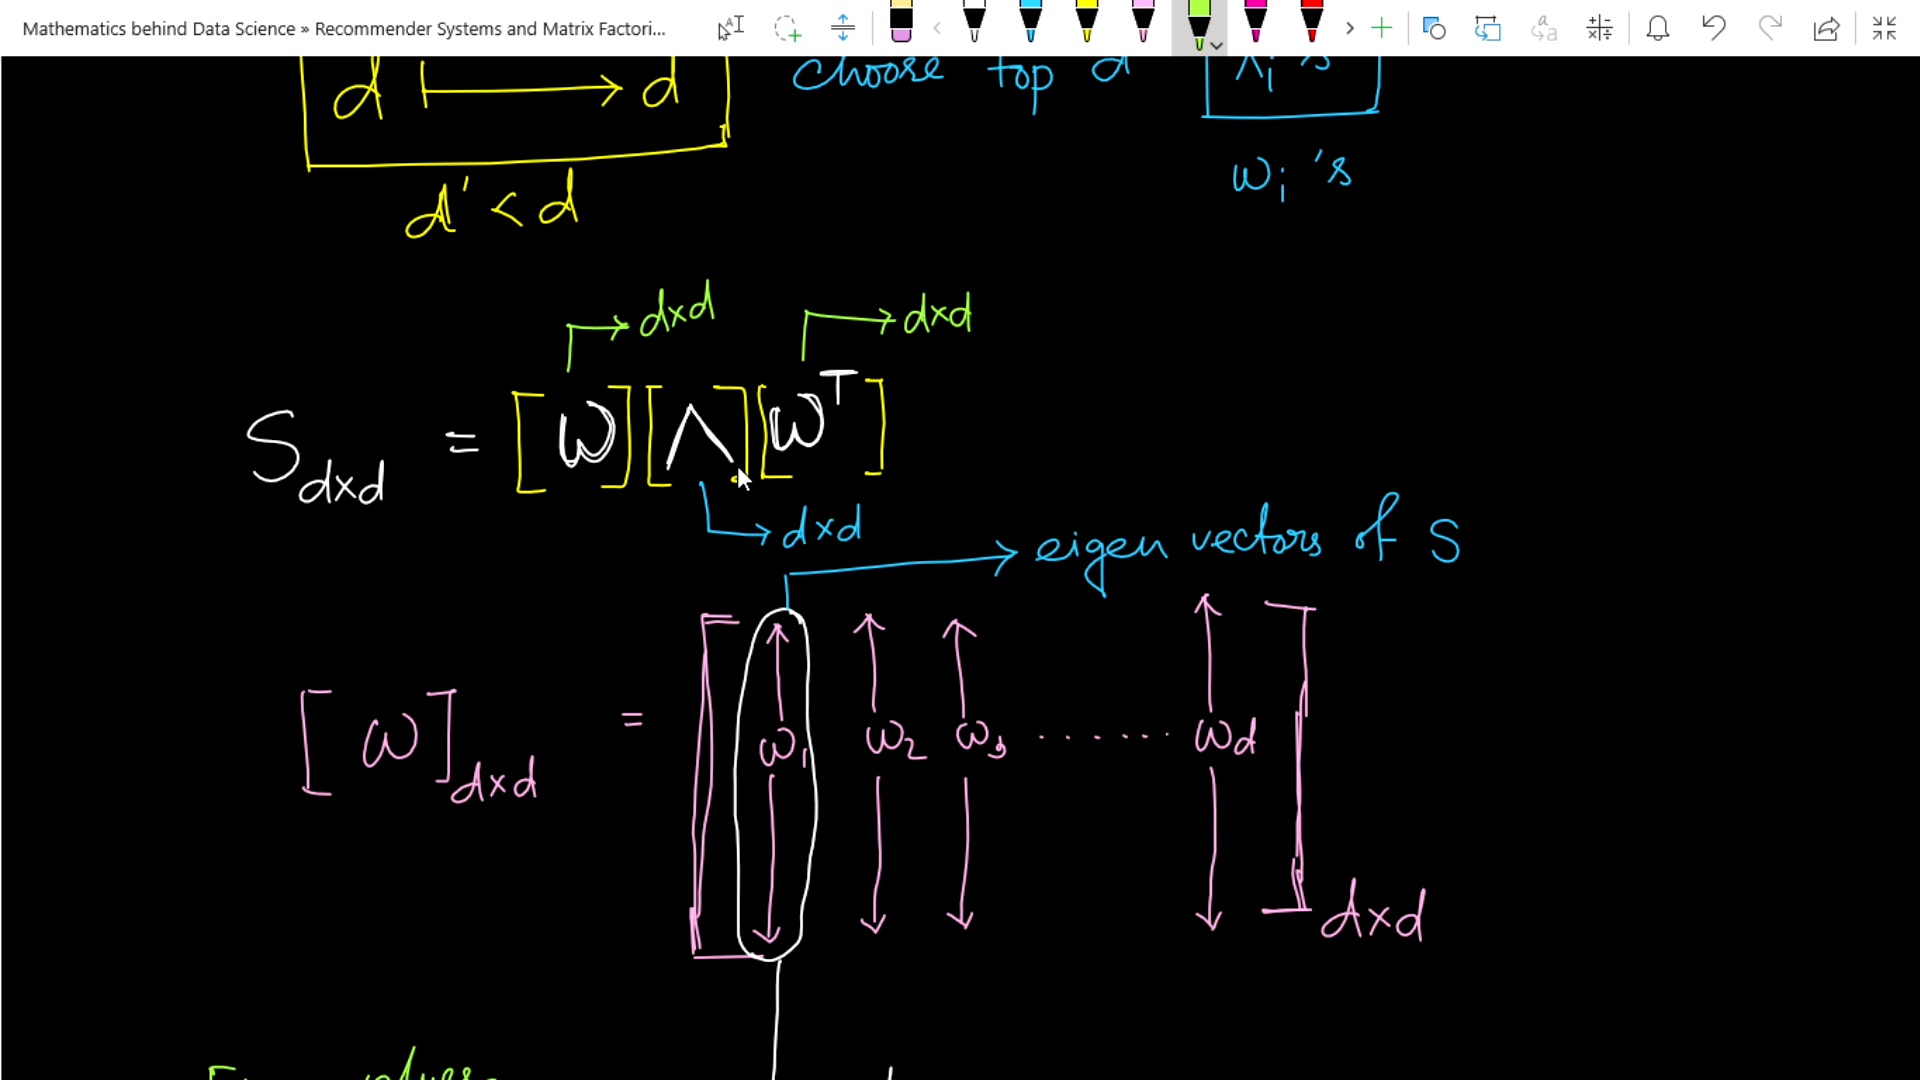 Mathematics behind Data Science » Recommender Systems and Matrix Factori...
d ⟼ d choose top d λi's
d' < d
wi's
dxd dxd
S dxd = [W][Λ][W^T]
dxd
eigen vectors of S
[W] dxd = [w1 w2 w3 ....... wd] dxd